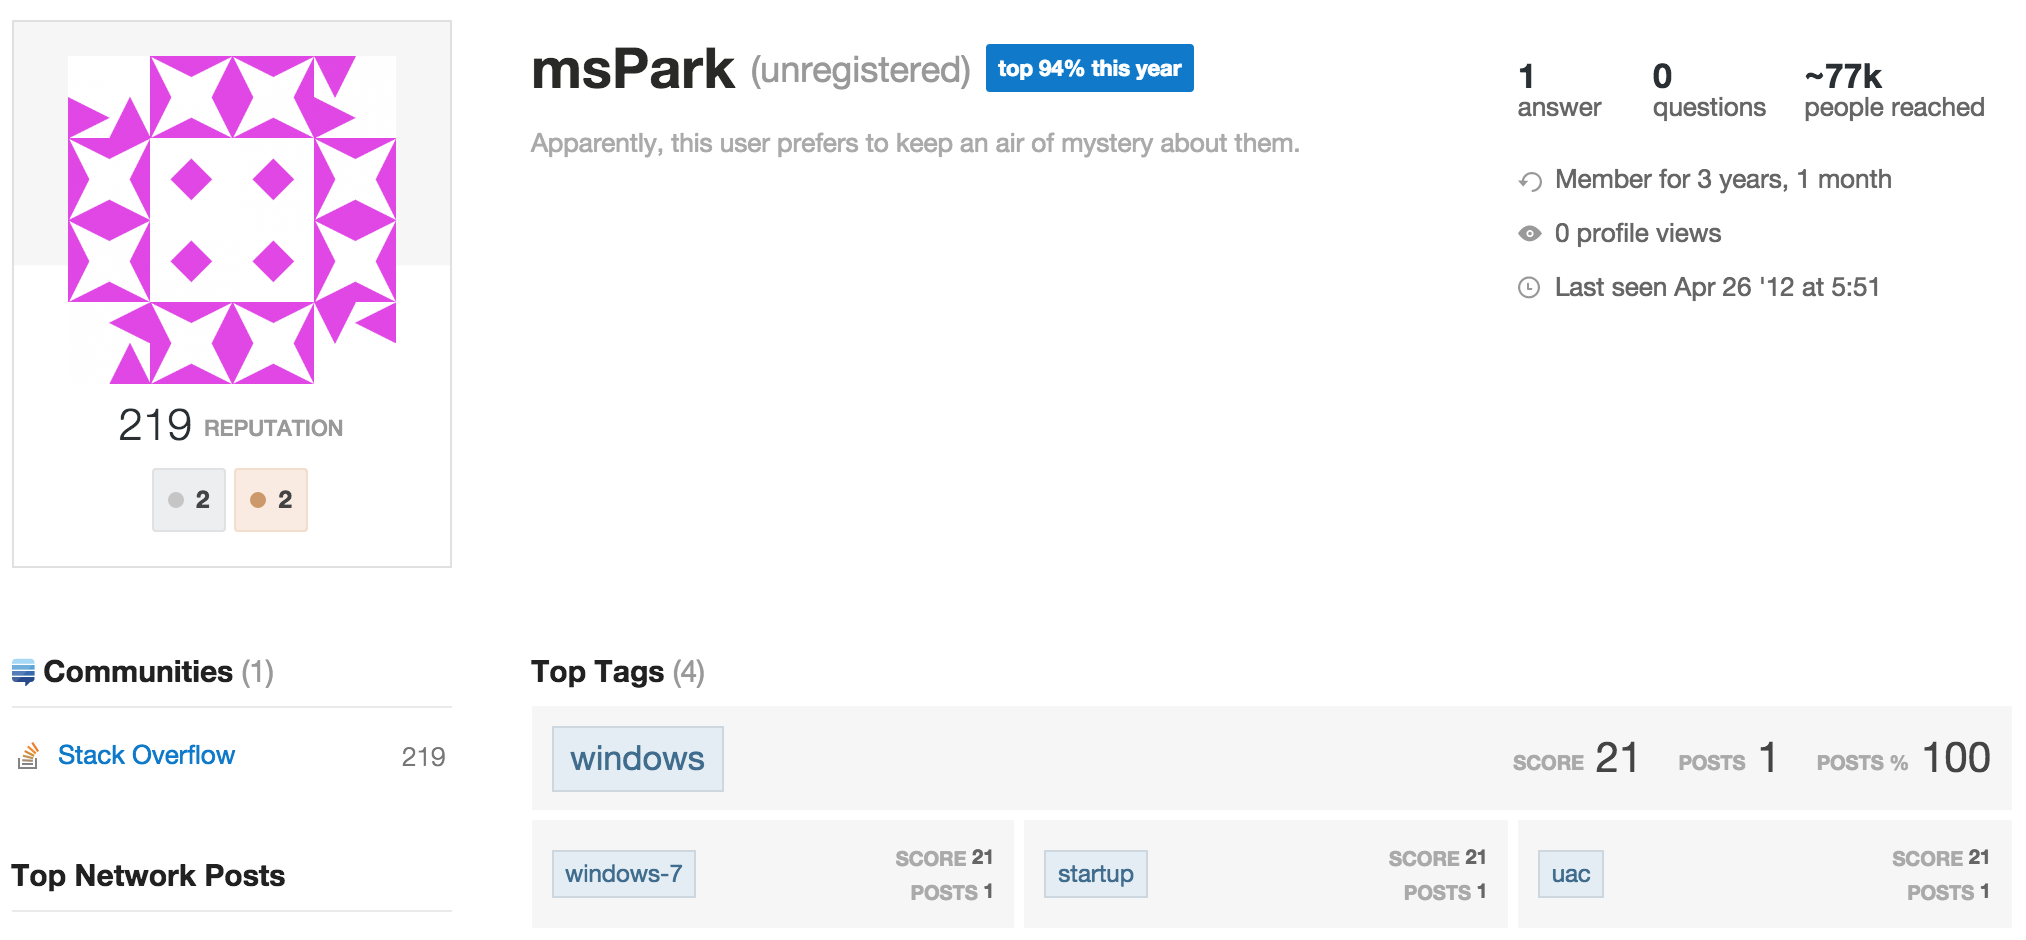 msPark (unregistered) top 94% this year
Apparently, this user prefers to keep an air of mystery about them.
1 0 ~77k
answer questions people reached
Member for 3 years, 1 month
0 profile views
Last seen Apr 26 '12 at 5:51
219 REPUTATION
2 2
Communities (1)
Stack Overflow 219
Top Network Posts
Top Tags (4)
windows SCORE 21 POSTS 1 POSTS % 100
windows-7 SCORE 21
POSTS 1
startup SCORE 21
POSTS 1
uac SCORE 21
POSTS 1